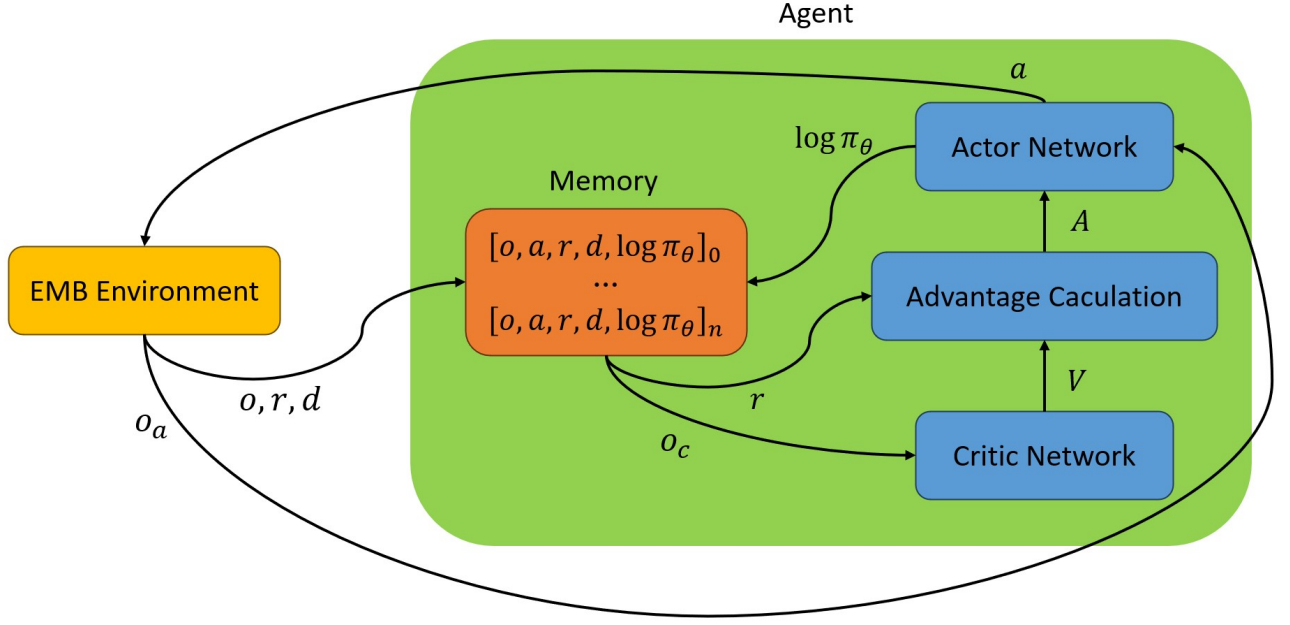 Agent
a
log π_θ
Actor Network
Memory
[o, a, r, d, log π_θ]_0
...
[o, a, r, d, log π_θ]_n
A
EMB Environment
Advantage Caculation
o, r, d
o_a
r
V
o_c
Critic Network